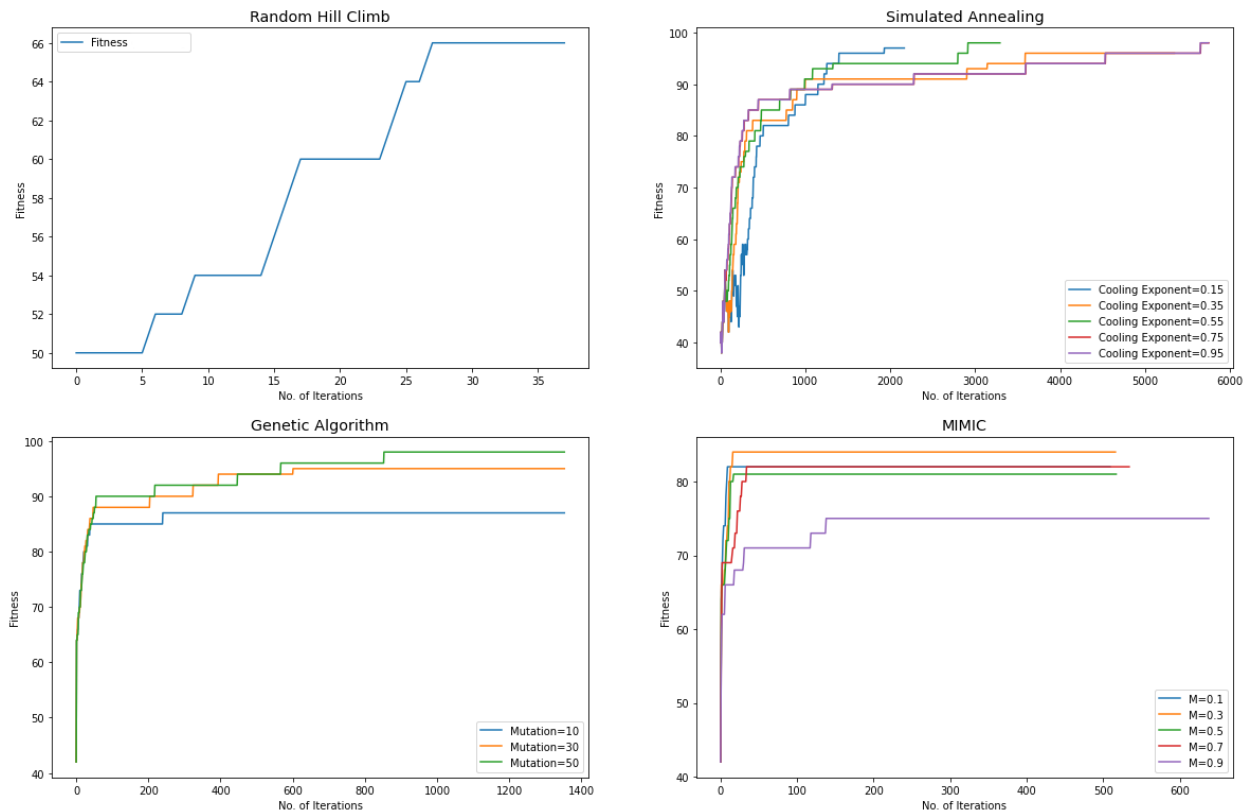 Random Hill Climb
Fitness
66
64
62
60
58
56
54
52
50
Fitness
0 5 10 15 20 25 30 35
No. of Iterations
Simulated Annealing
Fitness
100
90
80
70
60
50
40
Cooling Exponent=0.15
Cooling Exponent=0.35
Cooling Exponent=0.55
Cooling Exponent=0.75
Cooling Exponent=0.95
0 1000 2000 3000 4000 5000 6000
No. of Iterations
Genetic Algorithm
Fitness
100
90
80
70
60
50
40
Mutation=10
Mutation=30
Mutation=50
0 200 400 600 800 1000 1200 1400
No. of Iterations
MIMIC
Fitness
80
70
60
50
40
M=0.1
M=0.3
M=0.5
M=0.7
M=0.9
0 100 200 300 400 500 600
No. of Iterations